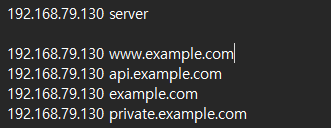 192.168.79.130 server
192.168.79.130 www.example.com
192.168.79.130 api.example.com
192.168.79.130 example.com
192.168.79.130 private.example.com